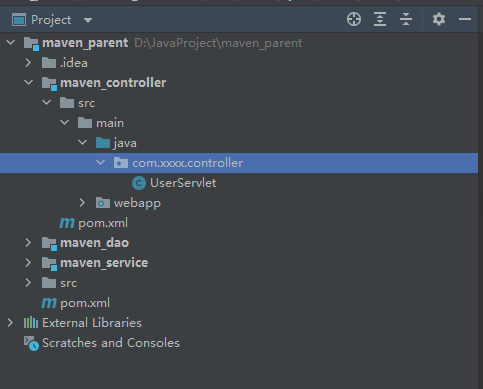 Project
maven_parent D:\JavaProject\maven_parent
.idea
maven_controller
src
main
java
com.xxxx.controller
UserServlet
webapp
pom.xml
maven_dao
maven_service
src
pom.xml
External Libraries
Scratches and Consoles